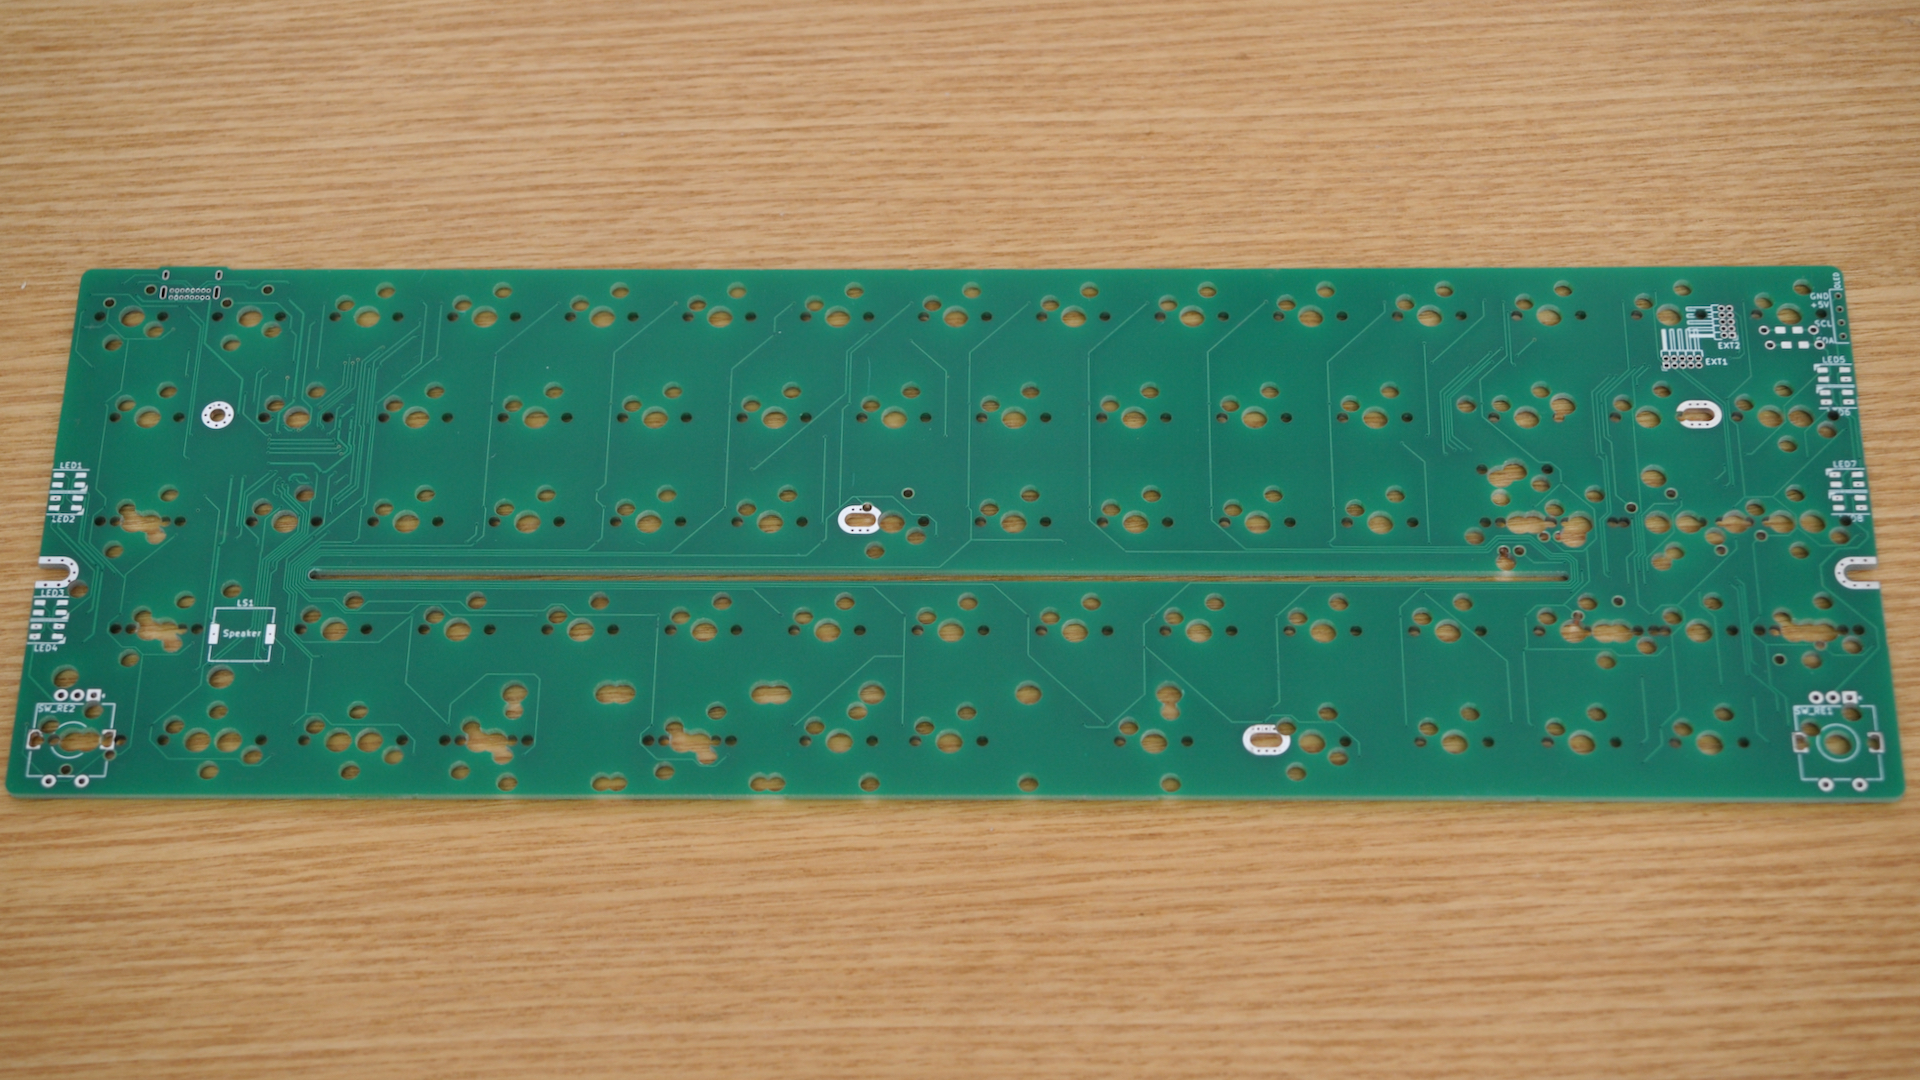 OLED
GND
+5V
SCL
SDA
EXT2
EXT1
LED5
LED6
LED1
LED2
LED7
LED8
LED3
LED4
LS1
Speaker
SW_RE2
SW_RE1